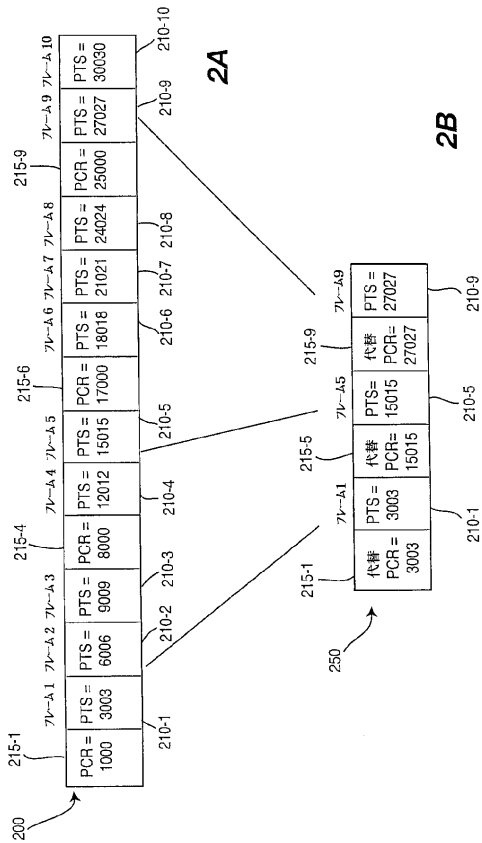 200
215-1
フレーム1
フレーム2
フレーム3
215-4
フレーム4
フレーム5
215-6
フレーム6
フレーム7
フレーム8
215-9
フレーム9
フレーム10
PCR =
1000
PTS =
3003
PTS =
6006
PTS =
9009
PCR =
8000
PTS =
12012
PTS =
15015
PCR =
17000
PTS =
18018
PTS =
21021
PTS =
24024
PCR =
25000
PTS =
27027
PTS =
30030
210-1
210-2
210-3
210-4
210-5
210-6
210-7
210-8
210-9
210-10
2A
250
215-1
フレーム1
215-5
フレーム5
215-9
フレーム9
代替
PCR=
3003
PTS =
3003
代替
PCR=
15015
PTS=
15015
代替
PCR=
27027
PTS =
27027
210-1
210-5
210-9
2B